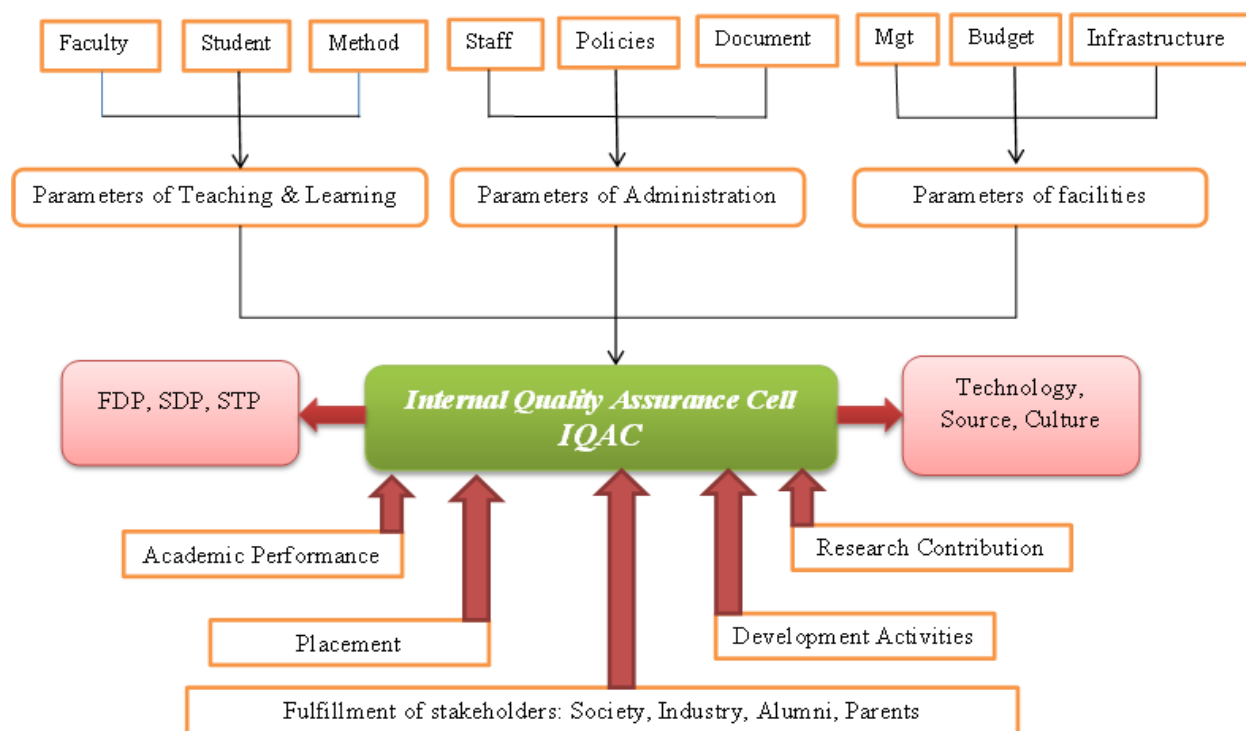 Faculty
Student
Method
Staff
Policies
Document
Mgt
Budget
Infrastructure
Parameters of Teaching & Learning
Parameters of Administration
Parameters of facilities
FDP, SDP, STP
Internal Quality Assurance Cell
IQAC
Technology,
Source, Culture
Academic Performance
Research Contribution
Placement
Development Activities
Fulfillment of stakeholders: Society, Industry, Alumni, Parents